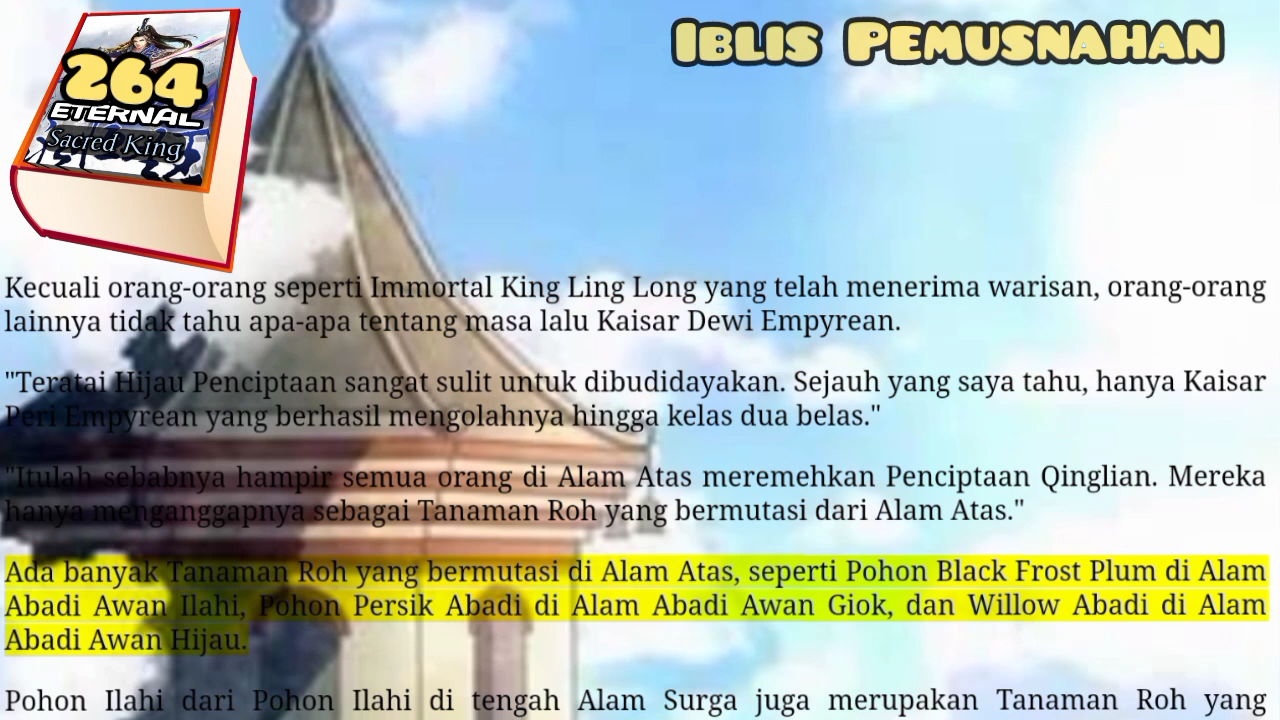 Iblis Pemusnahan
264
ETERNAL
Sacred King
Kecuali orang-orang seperti Immortal King Ling Long yang telah menerima warisan, orang-orang
lainnya tidak tahu apa-apa tentang masa lalu Kaisar Dewi Empyrean.
"Teratai Hijau Penciptaan sangat sulit untuk dibudidayakan. Sejauh yang saya tahu, hanya Kaisar
Peri Empyrean yang berhasil mengolahnya hingga kelas dua belas."
"Itulah sebabnya hampir semua orang di Alam Atas meremehkan Penciptaan Qinglian. Mereka
hanya menganggapnya sebagai Tanaman Roh yang bermutasi dari Alam Atas."
Ada banyak Tanaman Roh yang bermutasi di Alam Atas, seperti Pohon Black Frost Plum di Alam
Abadi Awan Ilahi, Pohon Persik Abadi di Alam Abadi Awan Giok, dan Willow Abadi di Alam
Abadi Awan Hijau.
Pohon Ilahi dari Pohon Ilahi di tengah Alam Surga juga merupakan Tanaman Roh yang